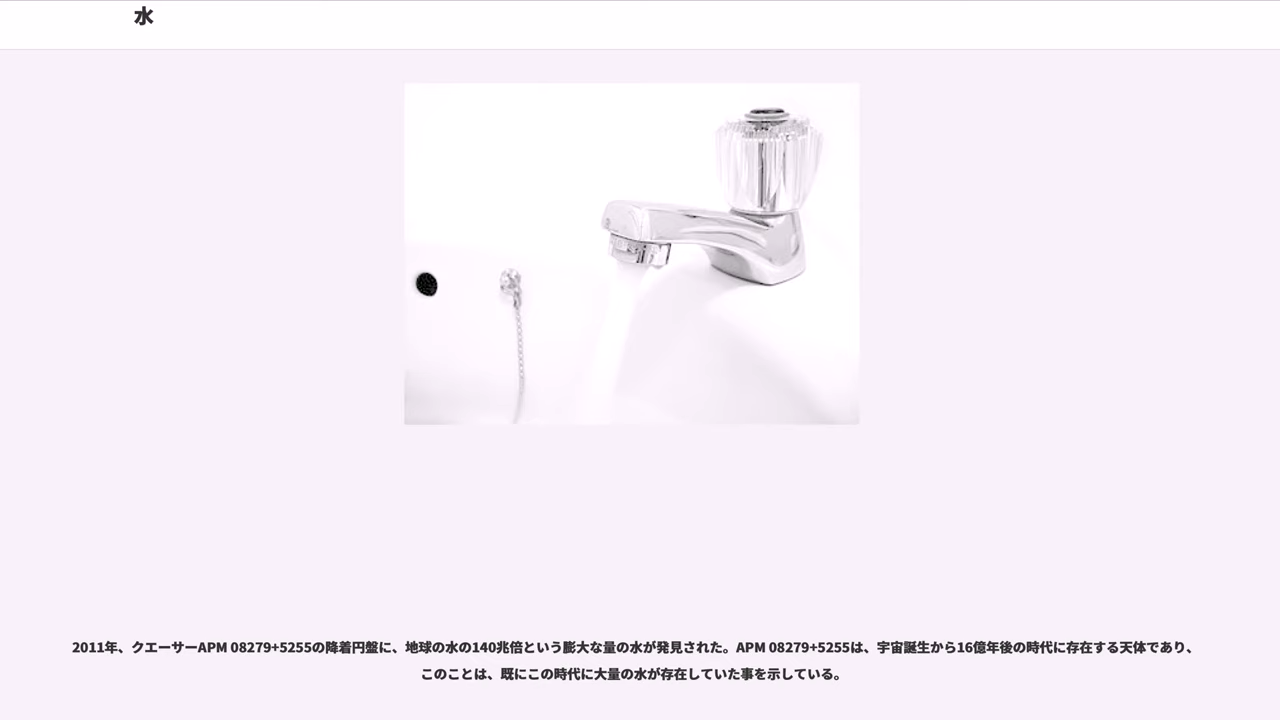 水
2011年、クエーサーAPM 08279+5255の降着円盤に、地球の水の140兆倍という膨大な量の水が発見された。APM 08279+5255は、宇宙誕生から16億年後の時代に存在する天体であり、
このことは、既にこの時代に大量の水が存在していた事を示している。